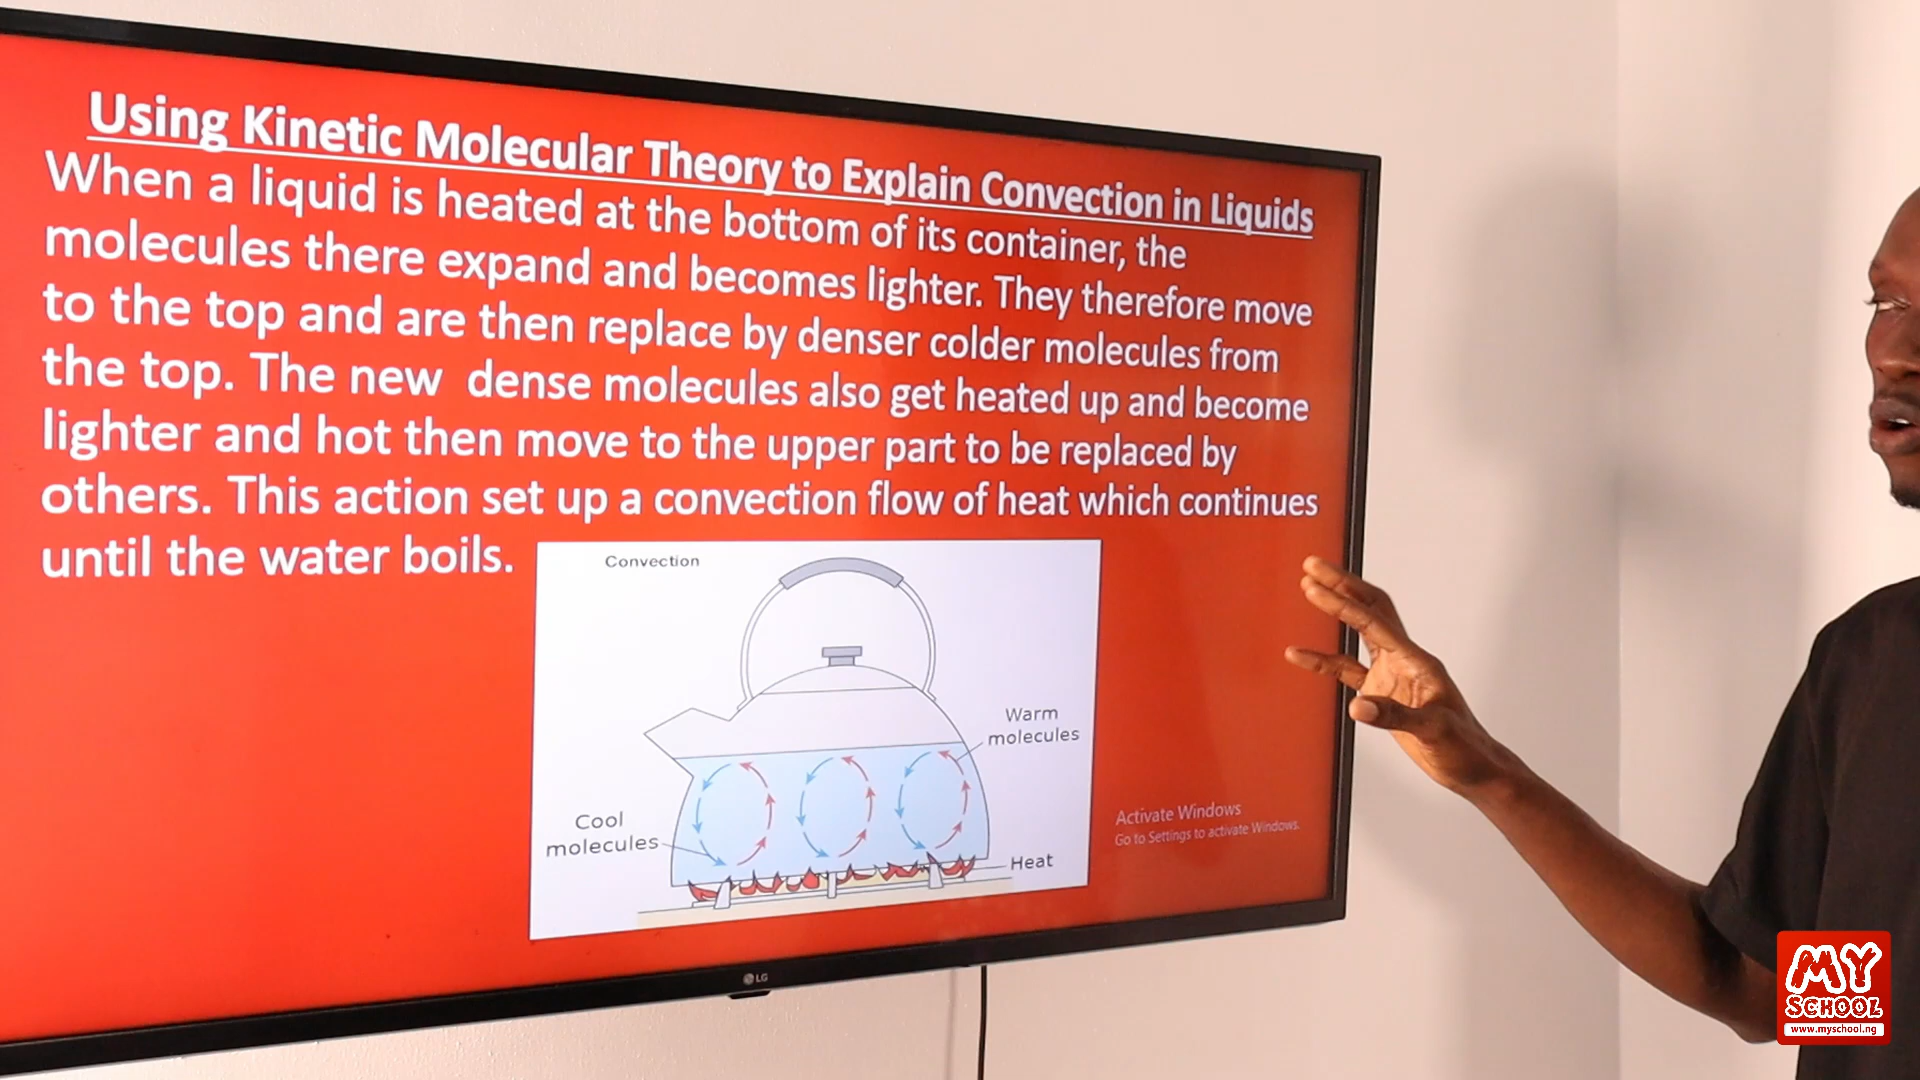 Using Kinetic Molecular Theory to Explain Convection in Liquids
When a liquid is heated at the bottom of its container, the
molecules there expand and becomes lighter. They therefore move
to the top and are then replace by denser colder molecules from
the top. The new dense molecules also get heated up and become
lighter and hot then move to the upper part to be replaced by
others. This action set up a convection flow of heat which continues
until the water boils.
Convection
Warm
molecules
Cool
molecules
Heat
Activate Windows
Go to Settings to activate Windows.
LG
MY
SCHOOL
www.myschool.ng